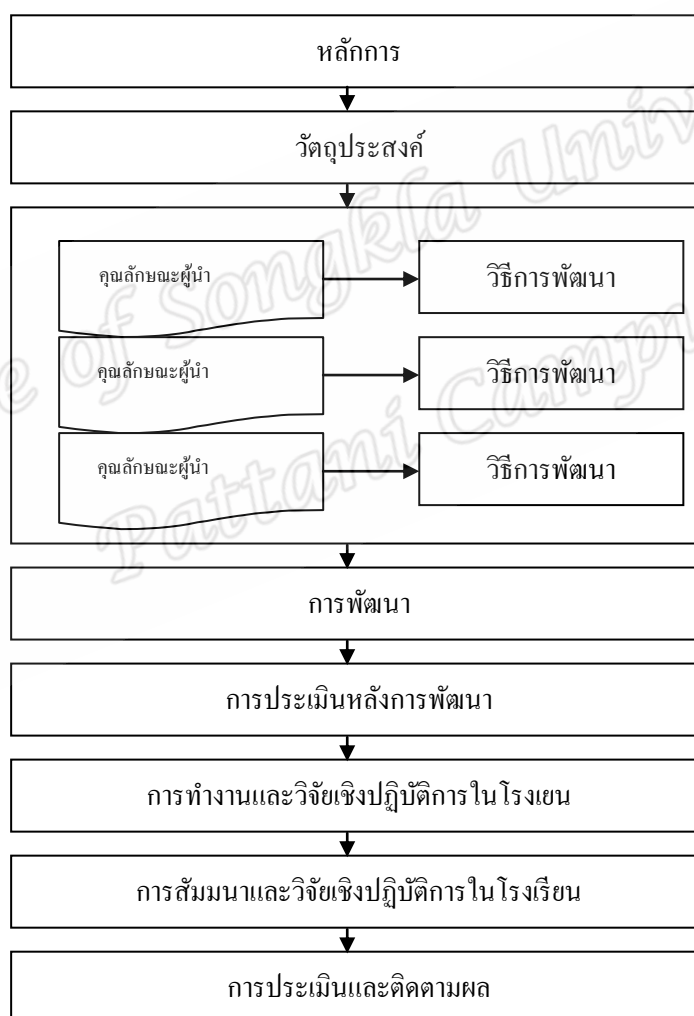 หลักการ
วัตถุประสงค์
คุณลักษณะผู้นำ
วิธีการพัฒนา
คุณลักษณะผู้นำ
วิธีการพัฒนา
คุณลักษณะผู้นำ
วิธีการพัฒนา
การพัฒนา
การประเมินหลังการพัฒนา
การทำงานและวิจัยเชิงปฏิบัติการในโรงเยน
การสัมมนาและวิจัยเชิงปฏิบัติการในโรงเรียน
การประเมินและติดตามผล
of Songkla Univ
Pattani Campu